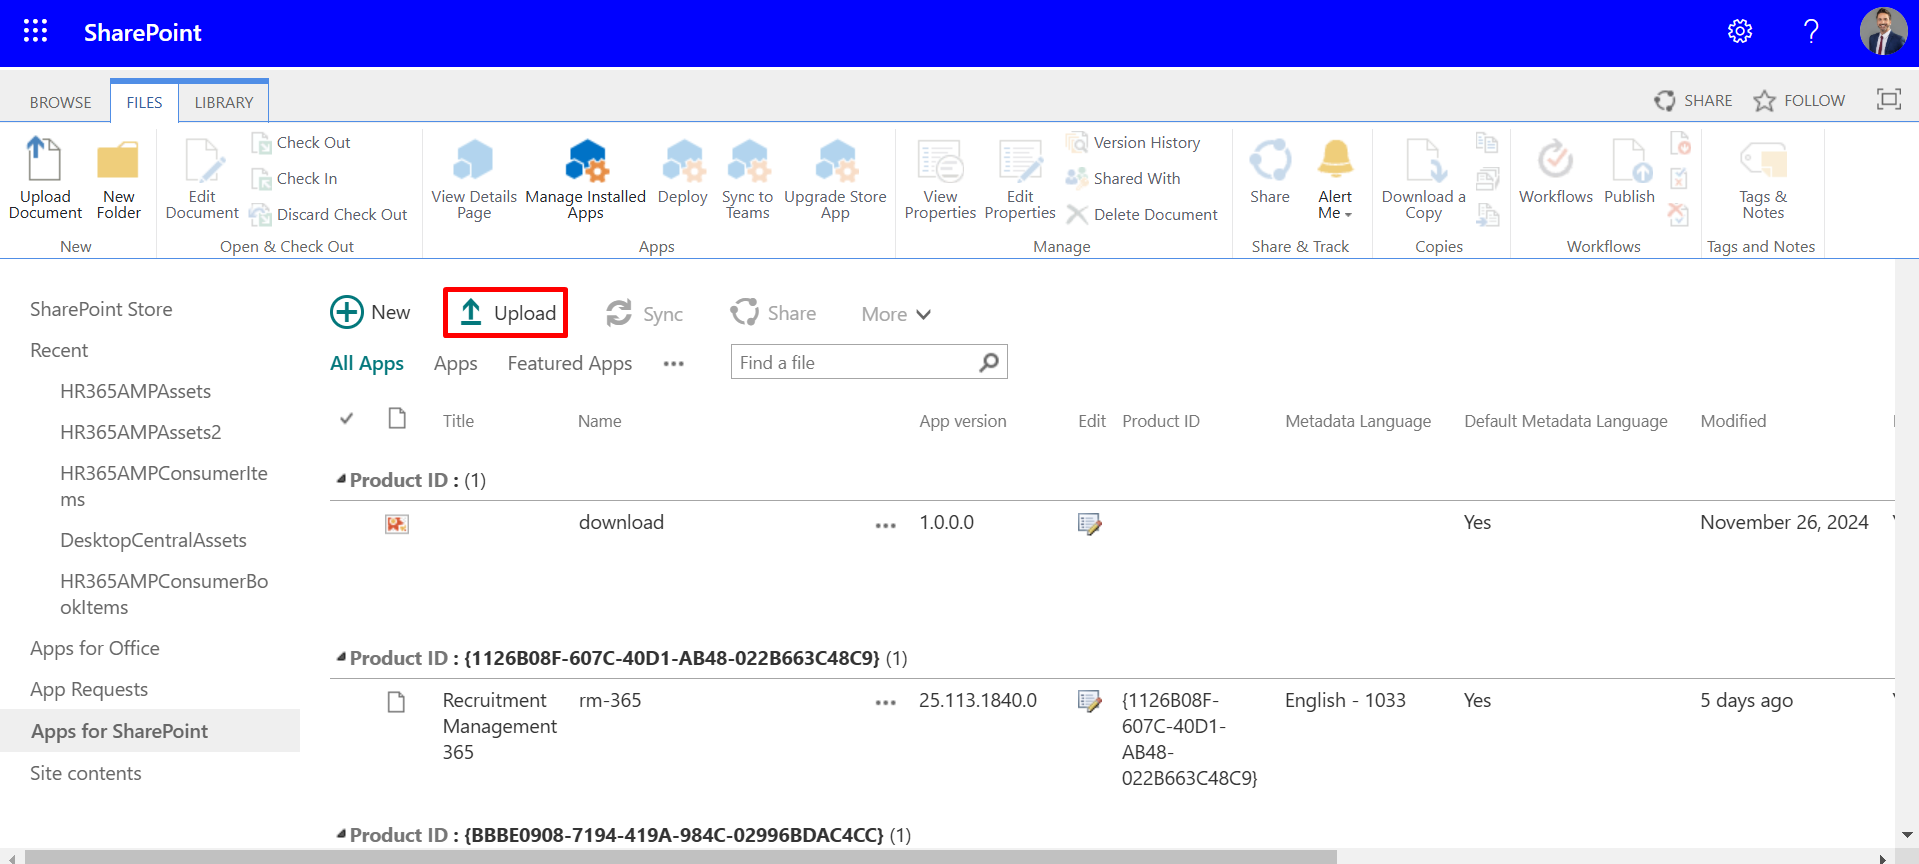 SharePoint
?
BROWSE FILES LIBRARY SHARE FOLLOW
Upload Document
New Folder
New
Edit Document
Check Out
Check In
Discard Check Out
Open & Check Out
View Details Page
Manage Installed Apps
Deploy
Sync to Teams
Upgrade Store App
Apps
View Properties
Edit Properties
Version History
Shared With
Delete Document
Manage
Share
Alert Me
Share & Track
Download a Copy
Copies
Workflows
Publish
Workflows
Tags & Notes
Tags and Notes
SharePoint Store
Recent
HR365AMPAssets
HR365AMPAssets2
HR365AMPConsumerIte
ms
DesktopCentralAssets
HR365AMPConsumerBo
okItems
Apps for Office
App Requests
Apps for SharePoint
Site contents
New Upload Sync Share More
All Apps Apps Featured Apps ••• Find a file
Title Name App version Edit Product ID Metadata Language Default Metadata Language Modified
Product ID : (1)
download ••• 1.0.0.0 Yes November 26, 2024
Product ID : {1126B08F-607C-40D1-AB48-022B663C48C9} (1)
Recruitment
Management
365
rm-365 ••• 25.113.1840.0
{1126B08F-
607C-40D1-
AB48-
022B663C48C9}
English - 1033 Yes 5 days ago
Product ID : {BBBE0908-7194-419A-984C-02996BDAC4CC} (1)